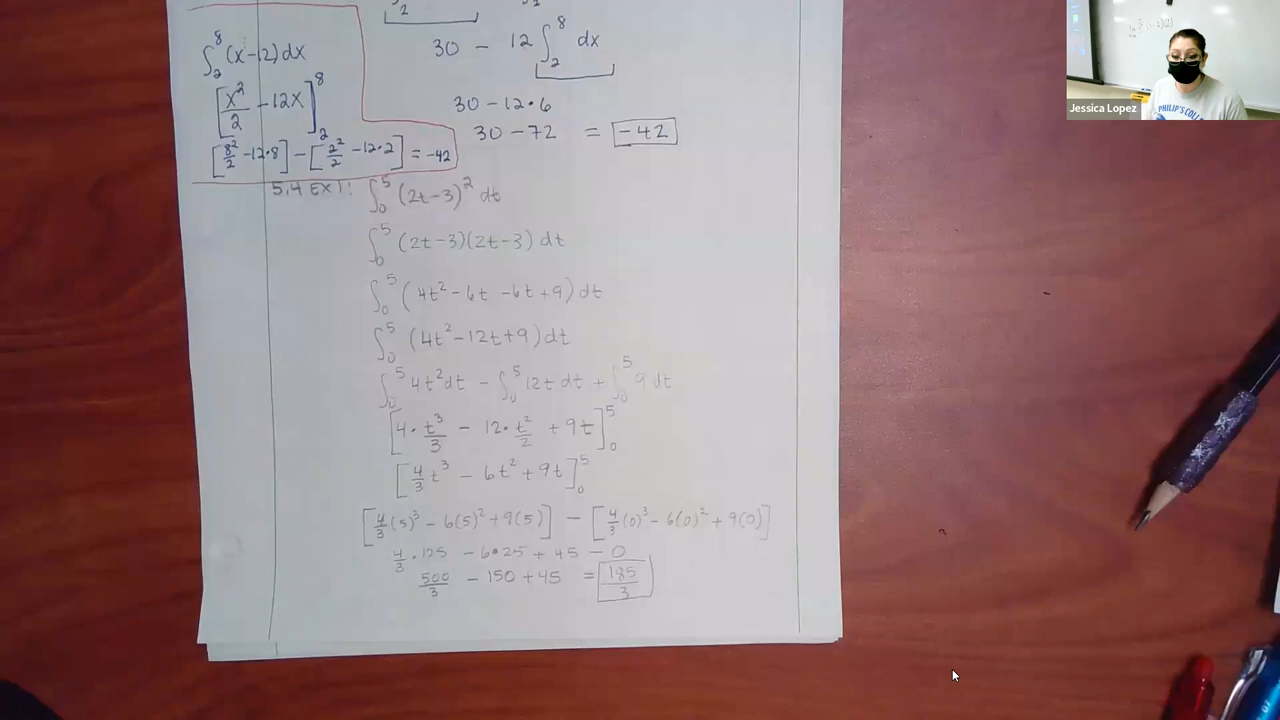 ∫₂⁸ (x-12) dx
[x²/2 - 12x]₂⁸
[8²/2 - 12•8] - [2²/2 - 12•2] = -42
30 - 12 ∫₂⁸ dx
30 - 12•6
30 - 72 = -42
5.4 EX 1: ∫₀⁵ (2t-3)² dt
∫₀⁵ (2t-3)(2t-3) dt
∫₀⁵ (4t² - 6t - 6t + 9) dt
∫₀⁵ (4t² - 12t + 9) dt
∫₀⁵ 4t² dt - ∫₀⁵ 12t dt + ∫₀⁵ 9 dt
[4• t³/3 - 12• t²/2 + 9t]₀⁵
[4/3 t³ - 6t² + 9t]₀⁵
[4/3 (5)³ - 6(5)² + 9(5)] - [4/3 (0)³ - 6(0)² + 9(0)]
4/3 • 125 - 6•25 + 45 - 0
500/3 - 150 + 45 = 185/3
Jessica Lopez